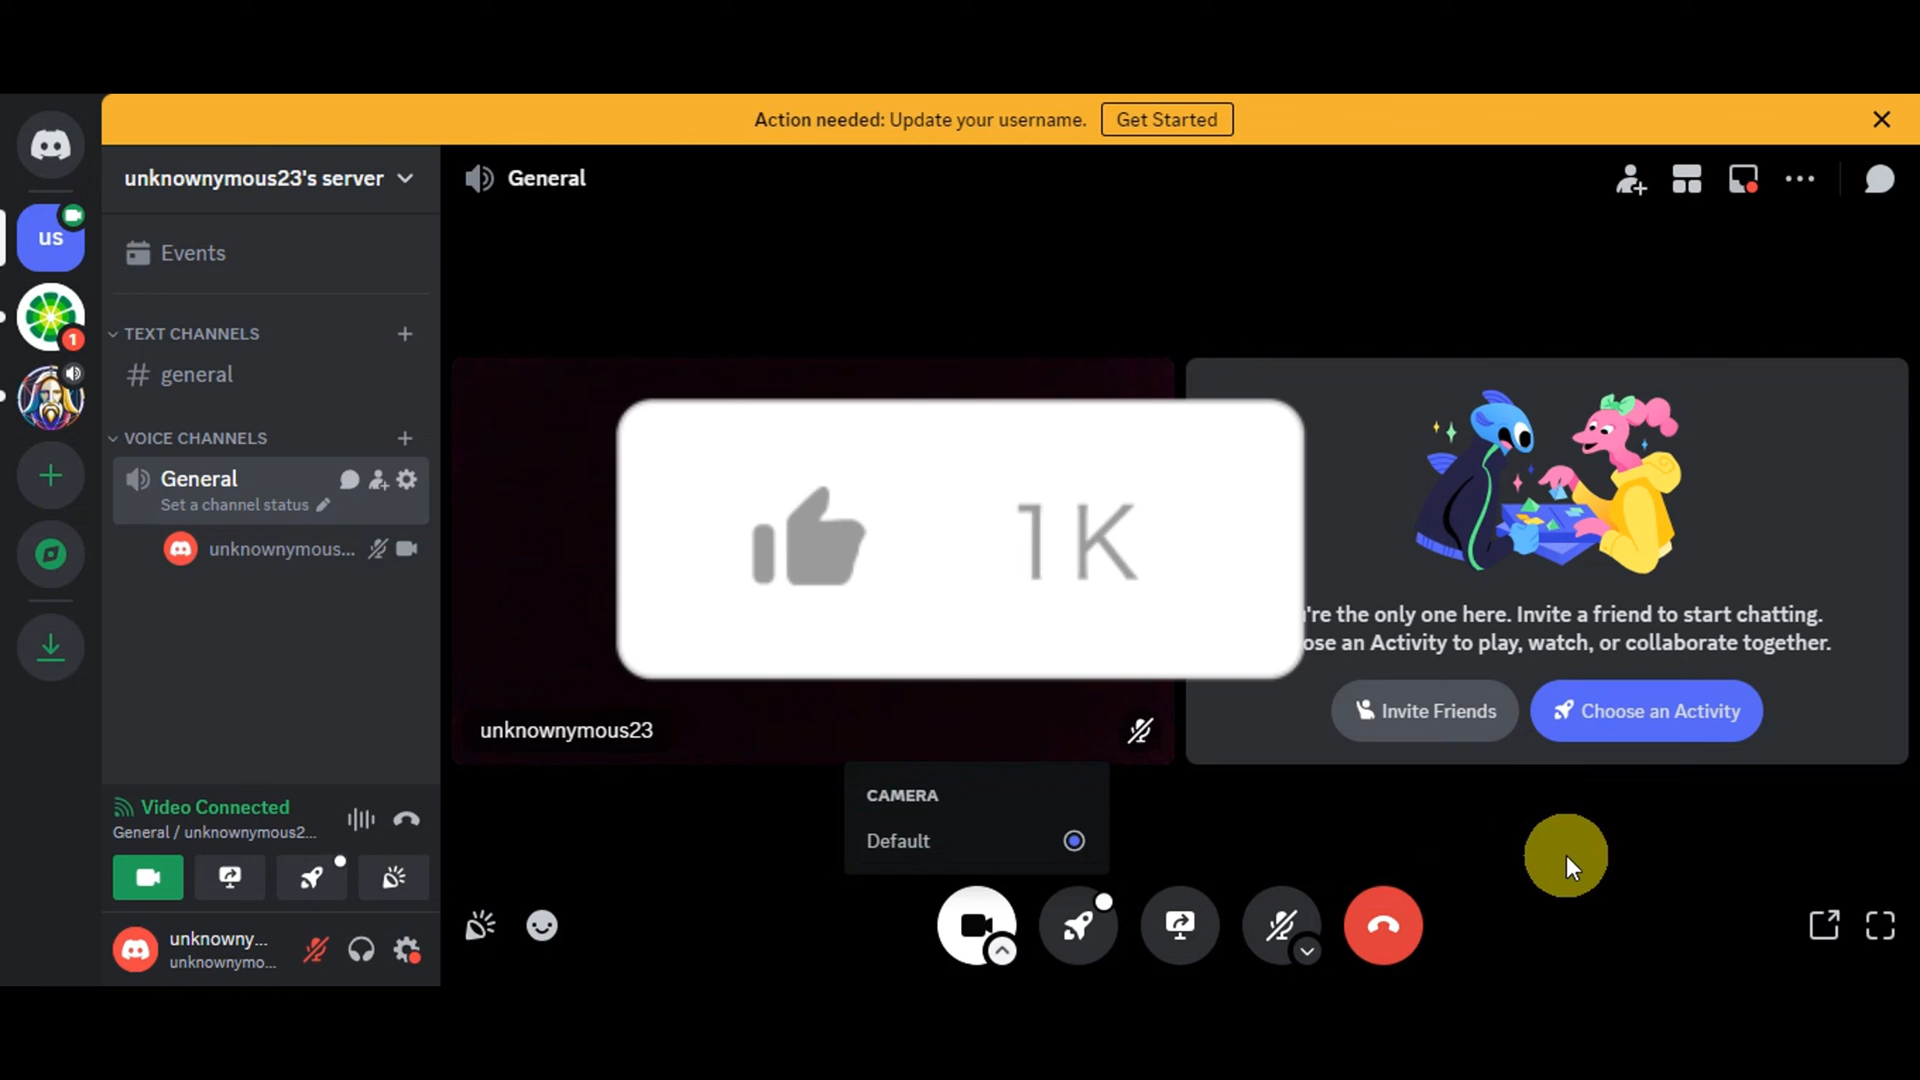 Action needed: Update your username.
Get Started
unknownymous23's server
General
us
Events
TEXT CHANNELS
general
VOICE CHANNELS
General
Set a channel status
unknownymous...
1
1K
're the only one here. Invite a friend to start chatting.
ose an Activity to play, watch, or collaborate together.
Invite Friends
Choose an Activity
unknownymous23
CAMERA
Default
Video Connected
General / unknownymous2...
unknowny...
unknownymo...